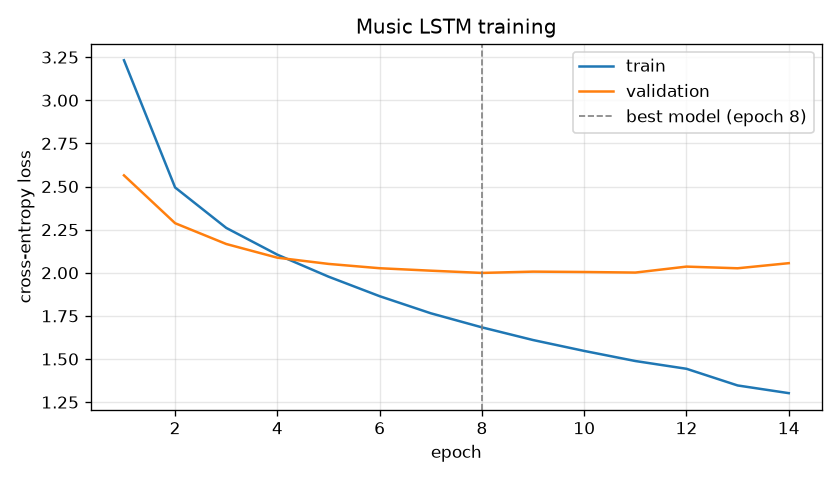 Music LSTM training
train
validation
best model (epoch 8)
cross-entropy loss
3.25
3.00
2.75
2.50
2.25
2.00
1.75
1.50
1.25
2 4 6 8 10 12 14
epoch